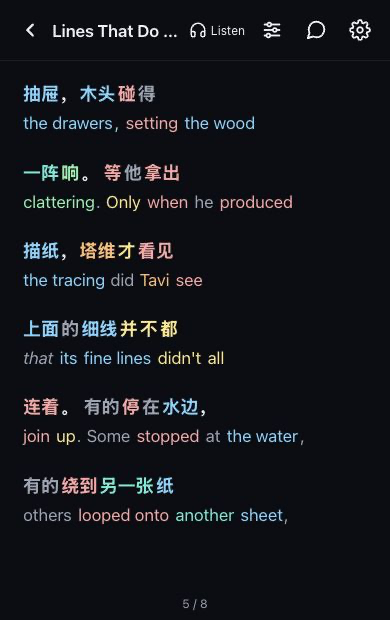 Lines That Do ...
Listen
抽屉，木头碰得
the drawers, setting the wood
一阵响。等他拿出
clattering. Only when he produced
描纸，塔维才看见
the tracing did Tavi see
上面的细线并不都
that its fine lines didn't all
连着。有的停在水边，
join up. Some stopped at the water,
有的绕到另一张纸
others looped onto another sheet,
5 / 8